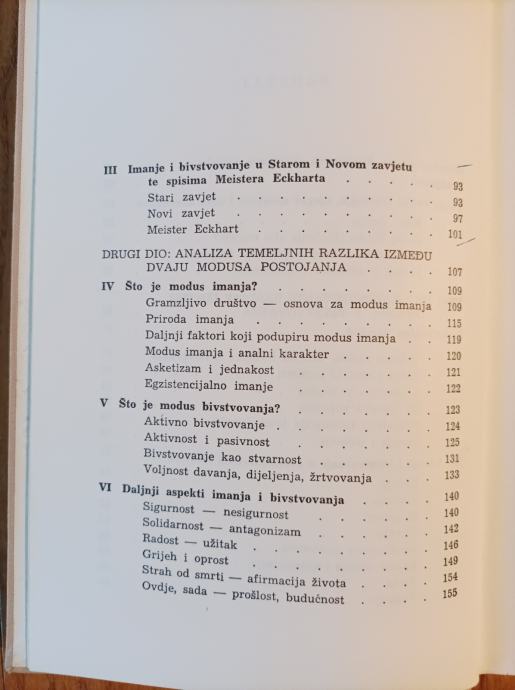 III Imanje i bivstvovanje u Starom i Novom zavjetu
te spisima Meistera Eckharta . . . . . 93
Stari zavjet . . . . . . . . . 93
Novi zavjet . . . . . . . . . 97
Meister Eckhart . . . . . . . . 101
DRUGI DIO: ANALIZA TEMELJNIH RAZLIKA IZMEĐU
DVAJU MODUSA POSTOJANJA . . . . 107
IV Što je modus imanja? . . . . . . . 109
Gramzljivo društvo — osnova za modus imanja 109
Priroda imanja . . . . . . . . 115
Daljnji faktori koji podupiru modus imanja . . 119
Modus imanja i analni karakter . . . . . 120
Asketizam i jednakost . . . . . . 121
Egzistencijalno imanje . . . . . . 122
V Što je modus bivstvovanja? . . . . . . 123
Aktivno bivstvovanje . . . . . . . 124
Aktivnost i pasivnost . . . . . . 125
Bivstvovanje kao stvarnost . . . . . 131
Voljnost davanja, dijeljenja, žrtvovanja . . . 133
VI Daljnji aspekti imanja i bivstvovanja . . . . 140
Sigurnost — nesigurnost . . . . . 140
Solidarnost — antagonizam . . . . . 142
Radost — užitak . . . . . . . . 146
Grijeh i oprost . . . . . . . . 149
Strah od smrti — afirmacija života . . . . 154
Ovdje, sada — prošlost, budućnost . . . . 155